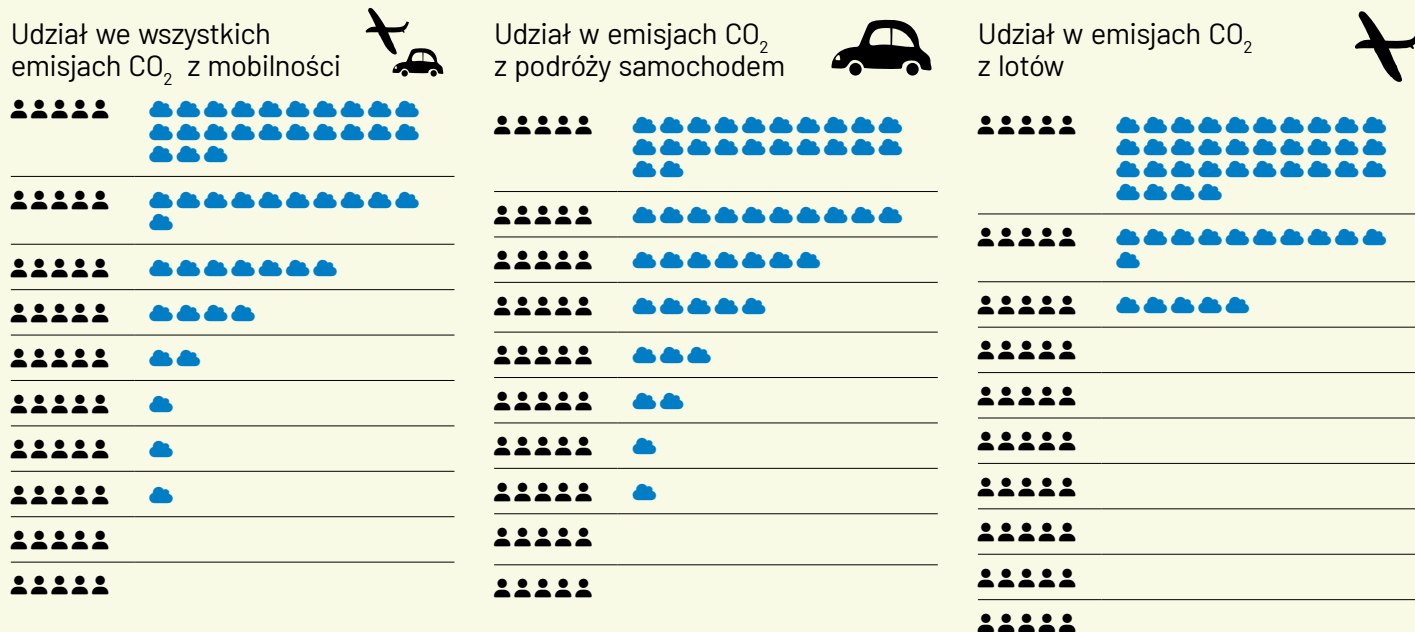 Udział we wszystkich
emisjach CO₂ z mobilności
Udział w emisjach CO₂
z podróży samochodem
Udział w emisjach CO₂
z lotów